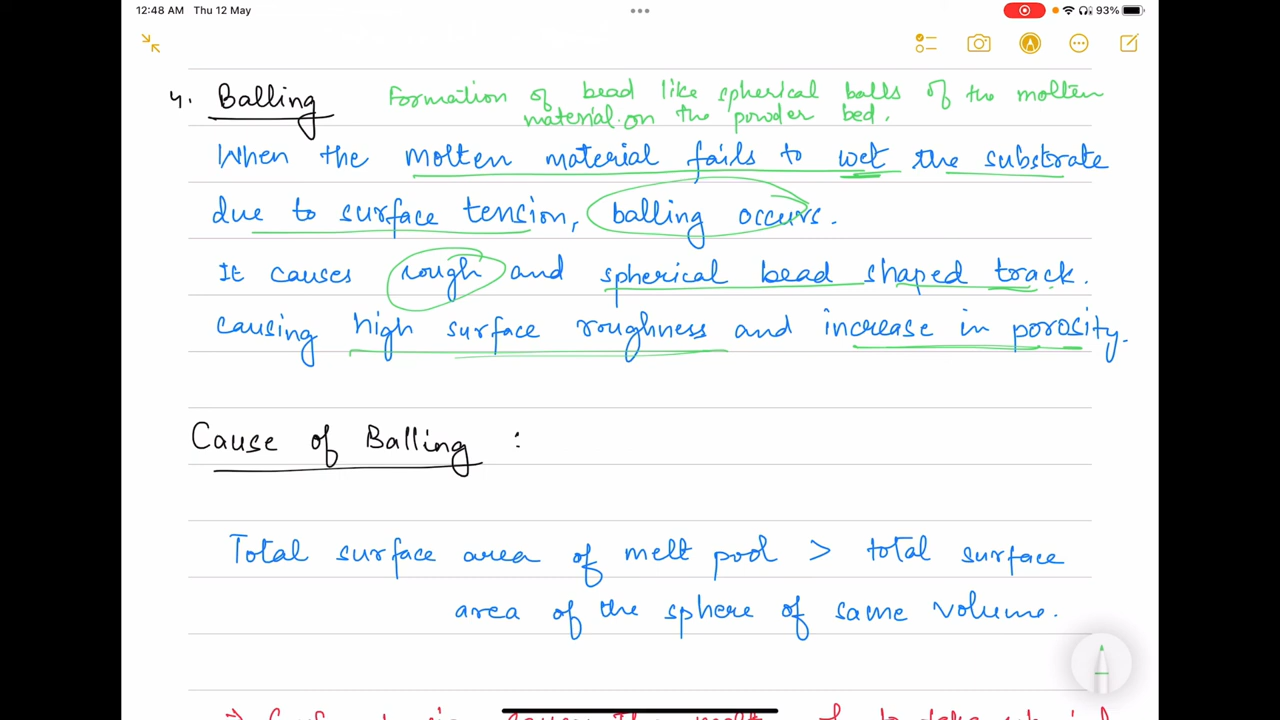 12:48 AM Thu 12 May
93%
4. Balling Formation of bead like spherical balls of the molten
material on the powder bed.
When the molten material fails to wet the substrate
due to surface tension, balling occurs.
It causes rough and spherical bead shaped track.
causing high surface roughness and increase in porosity.
Cause of Balling :
Total surface area of melt pool > total surface
area of the sphere of same volume.